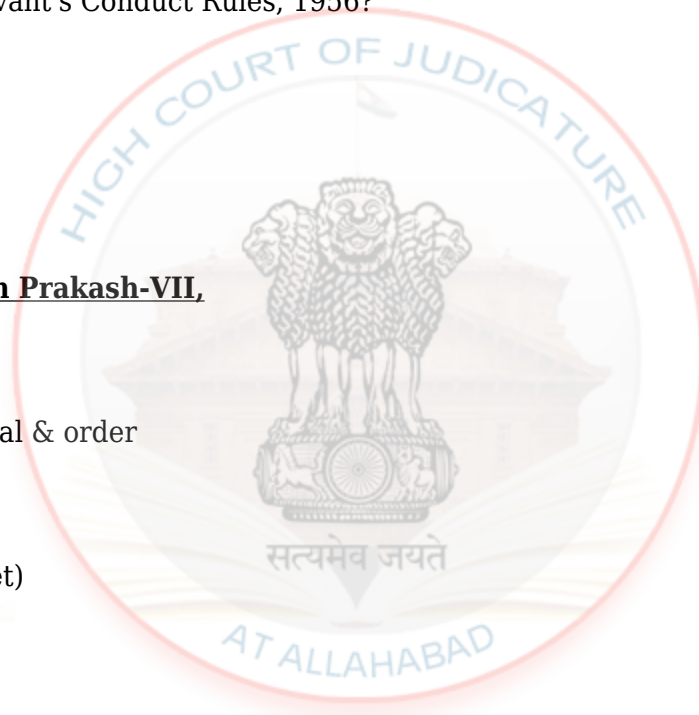 vant's Conduct Rules, 1956?
HIGH COURT OF JUDICATURE
n Prakash-VII,
al & order
सत्यमेव जयते
et)
AT ALLAHABAD